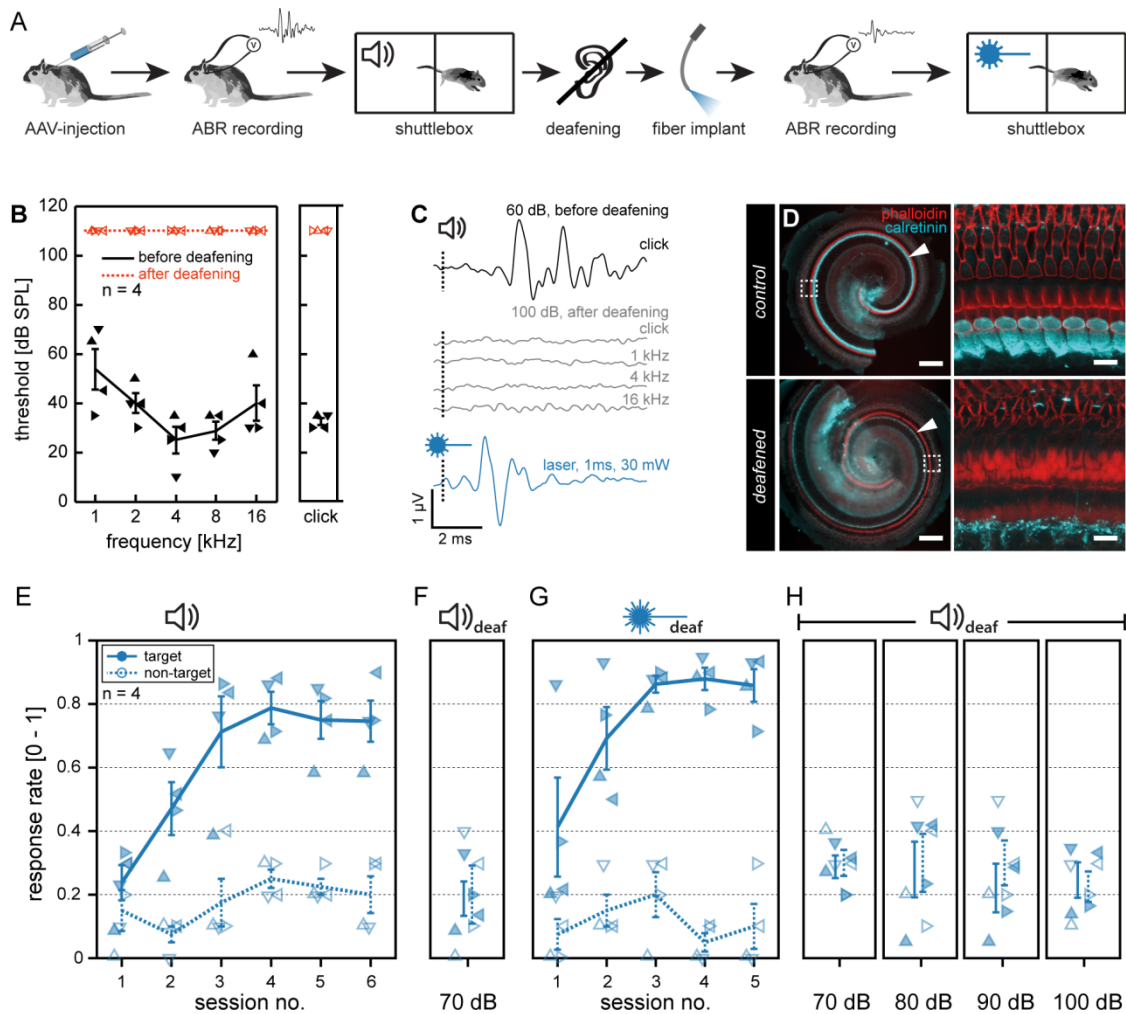 A
V
V
AAV-injection
ABR recording
shuttlebox
deafening
fiber implant
ABR recording
shuttlebox
B
threshold [dB SPL]
120
100
80
60
40
20
0
before deafening
after deafening
n = 4
1 2 4 8 16
frequency [kHz]
click
C
60 dB, before deafening
click
100 dB, after deafening
click
1 kHz
4 kHz
16 kHz
laser, 1ms, 30 mW
1 µV
2 ms
D
phalloidin
calretinin
control
deafened
E
response rate [0 - 1]
1
0.8
0.6
0.4
0.2
0
target
non-target
n = 4
1 2 3 4 5 6
session no.
F
deaf
70 dB
G
deaf
1 2 3 4 5
session no.
H
deaf
70 dB
80 dB
90 dB
100 dB